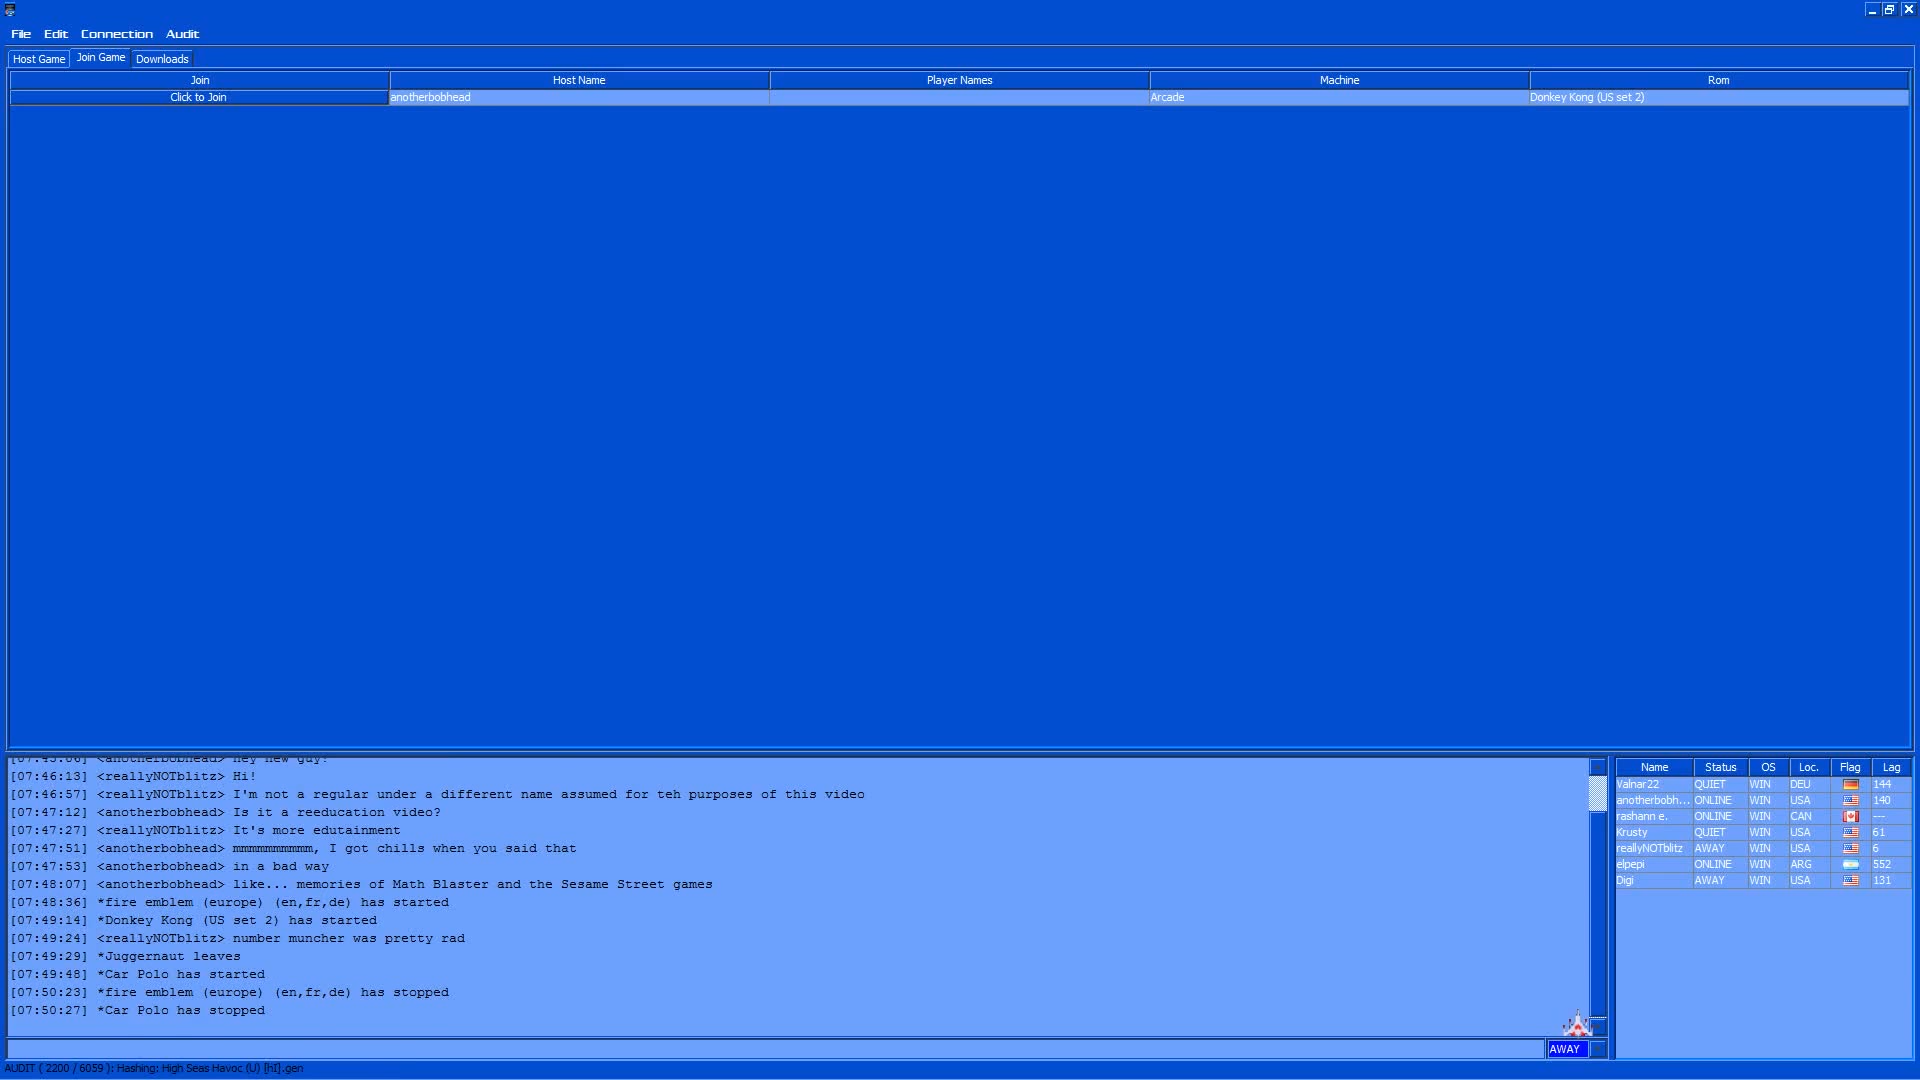 File Edit Connection Audit
Host Game Join Game Downloads
Join Host Name Player Names Machine Rom
Click to Join anotherbobhead Arcade Donkey Kong (US set 2)
[07:45:06] <anotherbobhead> hey new guy!
[07:46:13] <reallyNOTblitz> Hi!
[07:46:57] <reallyNOTblitz> I'm not a regular under a different name assumed for teh purposes of this video
[07:47:12] <anotherbobhead> Is it a reeducation video?
[07:47:27] <reallyNOTblitz> It's more edutainment
[07:47:51] <anotherbobhead> mmmmmmmmmmm, I got chills when you said that
[07:47:53] <anotherbobhead> in a bad way
[07:48:07] <anotherbobhead> like... memories of Math Blaster and the Sesame Street games
[07:48:36] *fire emblem (europe) (en,fr,de) has started
[07:49:14] *Donkey Kong (US set 2) has started
[07:49:24] <reallyNOTblitz> number muncher was pretty rad
[07:49:29] *Juggernaut leaves
[07:49:48] *Car Polo has started
[07:50:23] *fire emblem (europe) (en,fr,de) has stopped
[07:50:27] *Car Polo has stopped
AWAY
Name Status OS Loc. Flag Lag
Valnar22 QUIET WIN DEU 144
anotherbobh... ONLINE WIN USA 140
rashann e. ONLINE WIN CAN ---
Krusty QUIET WIN USA 61
reallyNOTblitz AWAY WIN USA 6
elpepi ONLINE WIN ARG 552
Digi AWAY WIN USA 131
AUDIT ( 2200 / 6059 ): Hashing: High Seas Havoc (U) [hI].gen